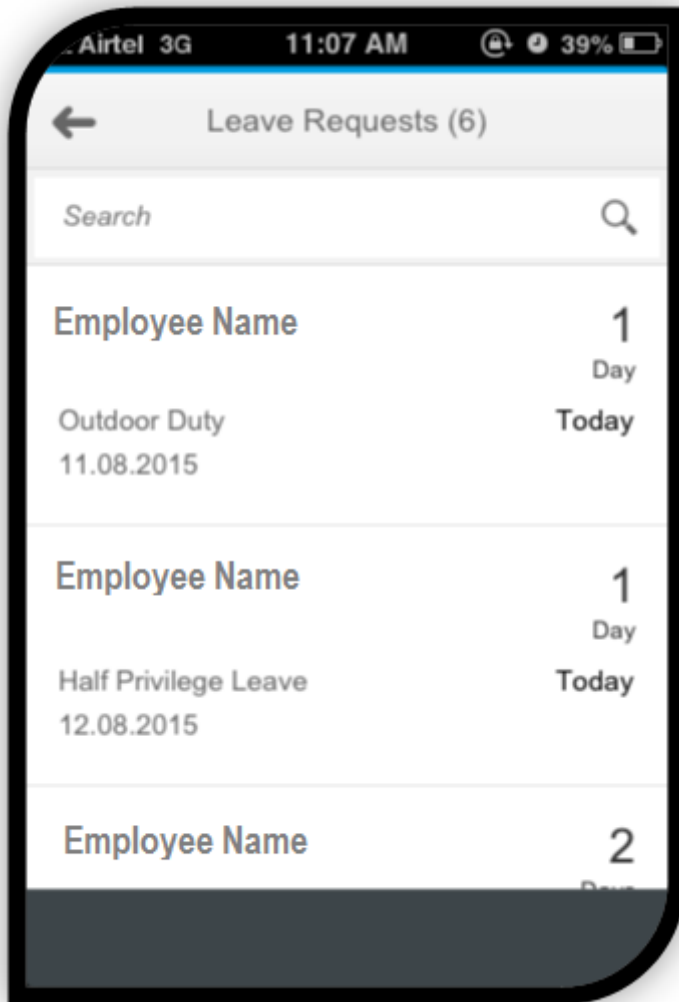 Airtel 3G 11:07 AM 39%
Leave Requests (6)
Search
Employee Name 1
Day
Outdoor Duty Today
11.08.2015
Employee Name 1
Day
Half Privilege Leave Today
12.08.2015
Employee Name 2
Days